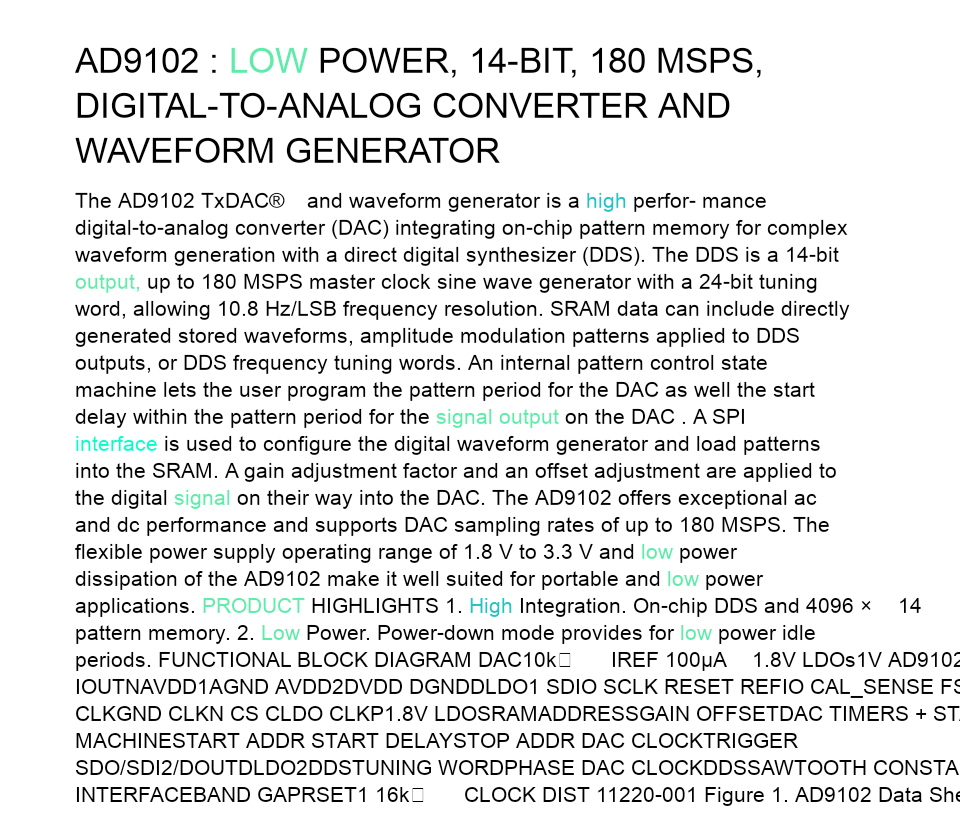 AD9102 : LOW POWER, 14-BIT, 180 MSPS,
DIGITAL-TO-ANALOG CONVERTER AND
WAVEFORM GENERATOR
The AD9102 TxDAC® and waveform generator is a high perfor- mance
digital-to-analog converter (DAC) integrating on-chip pattern memory for complex
waveform generation with a direct digital synthesizer (DDS). The DDS is a 14-bit
output, up to 180 MSPS master clock sine wave generator with a 24-bit tuning
word, allowing 10.8 Hz/LSB frequency resolution. SRAM data can include directly
generated stored waveforms, amplitude modulation patterns applied to DDS
outputs, or DDS frequency tuning words. An internal pattern control state
machine lets the user program the pattern period for the DAC as well the start
delay within the pattern period for the signal output on the DAC . A SPI
interface is used to configure the digital waveform generator and load patterns
into the SRAM. A gain adjustment factor and an offset adjustment are applied to
the digital signal on their way into the DAC. The AD9102 offers exceptional ac
and dc performance and supports DAC sampling rates of up to 180 MSPS. The
flexible power supply operating range of 1.8 V to 3.3 V and low power
dissipation of the AD9102 make it well suited for portable and low power
applications. PRODUCT HIGHLIGHTS 1. High Integration. On-chip DDS and 4096 × 14
pattern memory. 2. Low Power. Power-down mode provides for low power idle
periods. FUNCTIONAL BLOCK DIAGRAM DAC10k□ IREF 100µA 1.8V LDOs1V AD9102
IOUTNAVDD1AGND AVDD2DVDD DGNDDLDO1 SDIO SCLK RESET REFIO CAL_SENSE FS
CLKGND CLKN CS CLDO CLKP1.8V LDOSRAMADDRESSGAIN OFFSETDAC TIMERS + STA
MACHINESTART ADDR START DELAYSTOP ADDR DAC CLOCKTRIGGER
SDO/SDI2/DOUTDLDO2DDSTUNING WORDPHASE DAC CLOCKDDSSAWTOOTH CONSTA
INTERFACEBAND GAPRSET1 16k□ CLOCK DIST 11220-001 Figure 1. AD9102 Data She